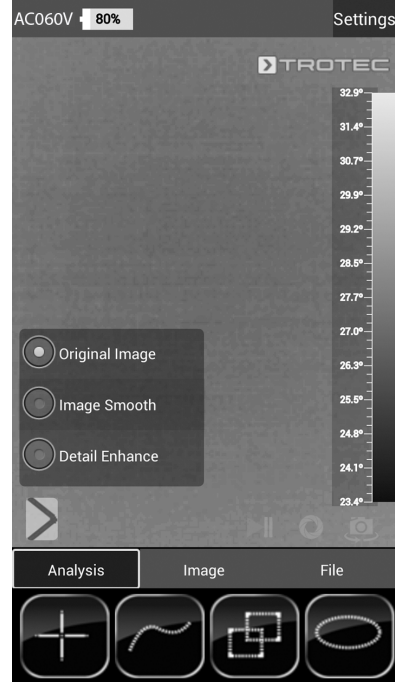 AC060V 80% Settings
TROTEC
32.9°
31.4°
30.7°
29.9°
29.2°
28.5°
27.7°
27.0°
Original Image
26.3°
Image Smooth
25.5°
24.8°
Detail Enhance
24.1°
23.4°
Analysis Image File